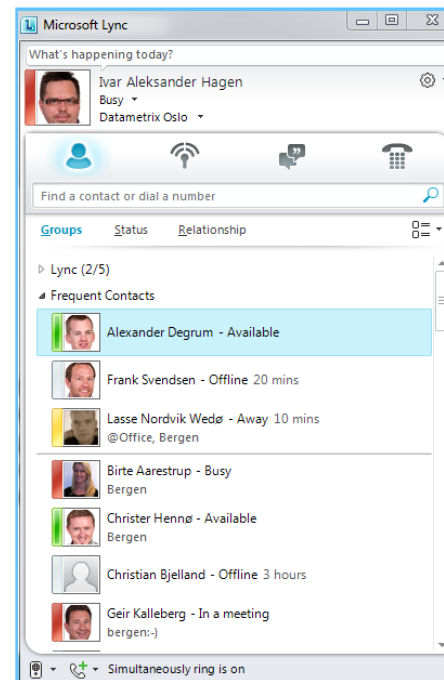 Microsoft Lync
What's happening today?
Ivar Aleksander Hagen
Busy
Datametrix Oslo
Find a contact or dial a number
Groups Status Relationship
Lync (2/5)
Frequent Contacts
Alexander Degrum - Available
Frank Svendsen - Offline 20 mins
Lasse Nordvik Wedø - Away 10 mins
@Office, Bergen
Birte Aarestrup - Busy
Bergen
Christer Hennø - Available
Bergen
Christian Bjelland - Offline 3 hours
Geir Kalleberg - In a meeting
bergen:-)
Simultaneously ring is on